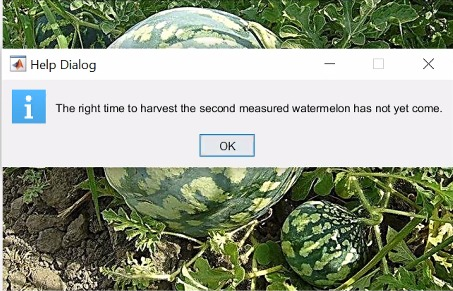 Help Dialog
The right time to harvest the second measured watermelon has not yet come.
OK